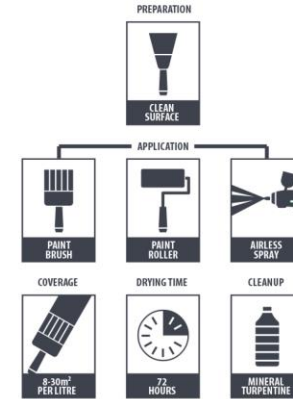 PREPARATION
CLEAN
SURFACE
APPLICATION
PAINT
BRUSH
PAINT
ROLLER
AIRLESS
SPRAY
COVERAGE
DRYING TIME
CLEANUP
8-30m²
PER LITRE
72
HOURS
MINERAL
TURPENTINE